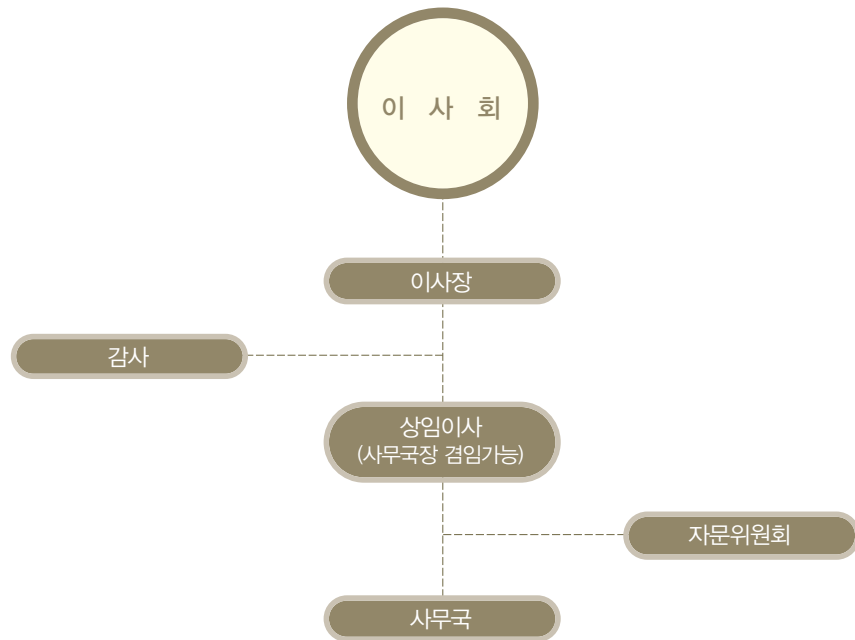 이 사 회
이사장
감사
상임이사
(사무국장 겸임가능)
자문위원회
사무국